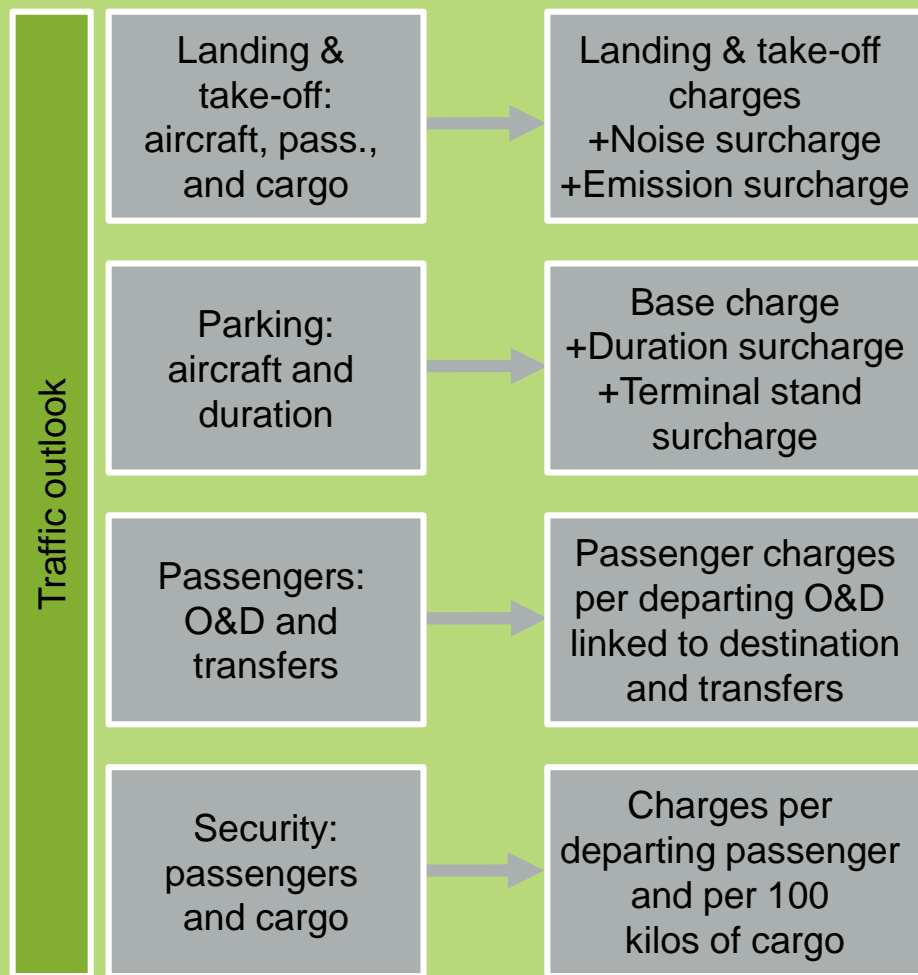 Traffic outlook
Landing &
take-off:
aircraft, pass.,
and cargo
Landing & take-off
charges
+Noise surcharge
+Emission surcharge
Parking:
aircraft and
duration
Base charge
+Duration surcharge
+Terminal stand
surcharge
Passengers:
O&D and
transfers
Passenger charges
per departing O&D
linked to destination
and transfers
Security:
passengers
and cargo
Charges per
departing passenger
and per 100
kilos of cargo